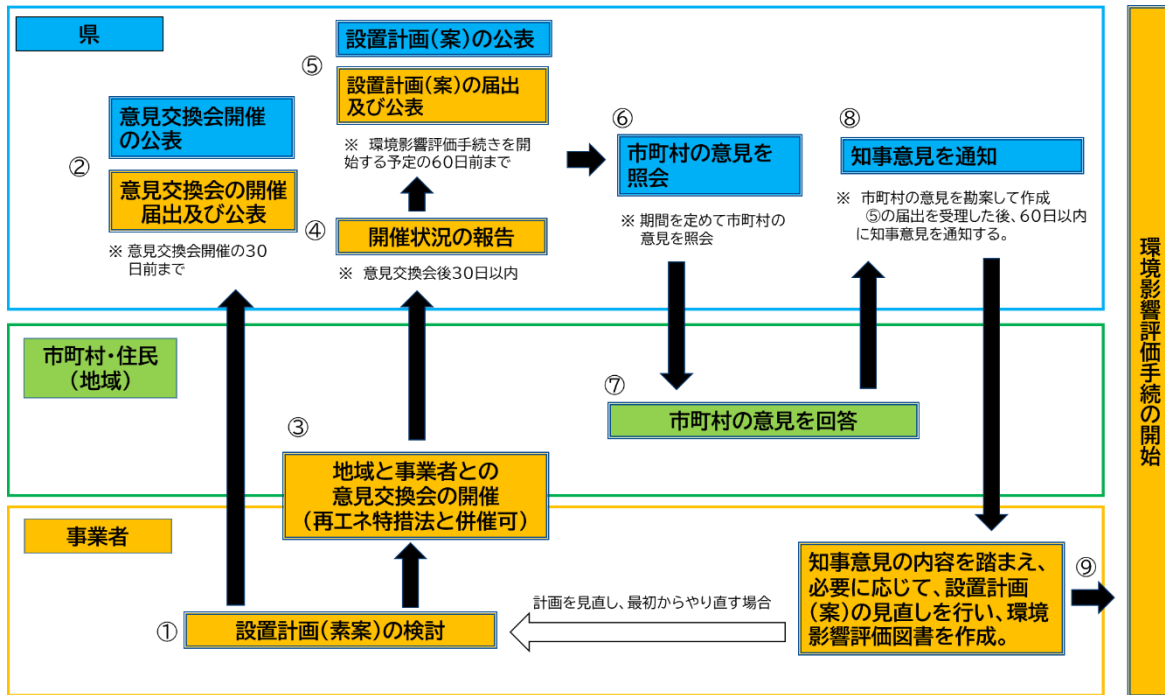 県
②
意見交換会開催
の公表
意見交換会の開催
届出及び公表
※ 意見交換会開催の30
日前まで
⑤
設置計画(案)の公表
設置計画(案)の届出
及び公表
※ 環境影響評価手続きを開
始する予定の60日前まで
④
開催状況の報告
※ 意見交換会後30日以内
⑥
市町村の意見を
照会
※ 期間を定めて市町村の
意見を照会
⑧
知事意見を通知
※ 市町村の意見を勘案して作成
⑤の届出を受理した後、60日以内
に知事意見を通知する。
市町村・住民
(地域)
③
地域と事業者との
意見交換会の開催
(再エネ特措法と併催可)
⑦
市町村の意見を回答
事業者
①
設置計画(素案)の検討
計画を見直し、最初からやり直す場合
知事意見の内容を踏まえ、
必要に応じて、設置計画
(案)の見直しを行い、環境
影響評価図書を作成。
⑨
環境影響評価手続の開始